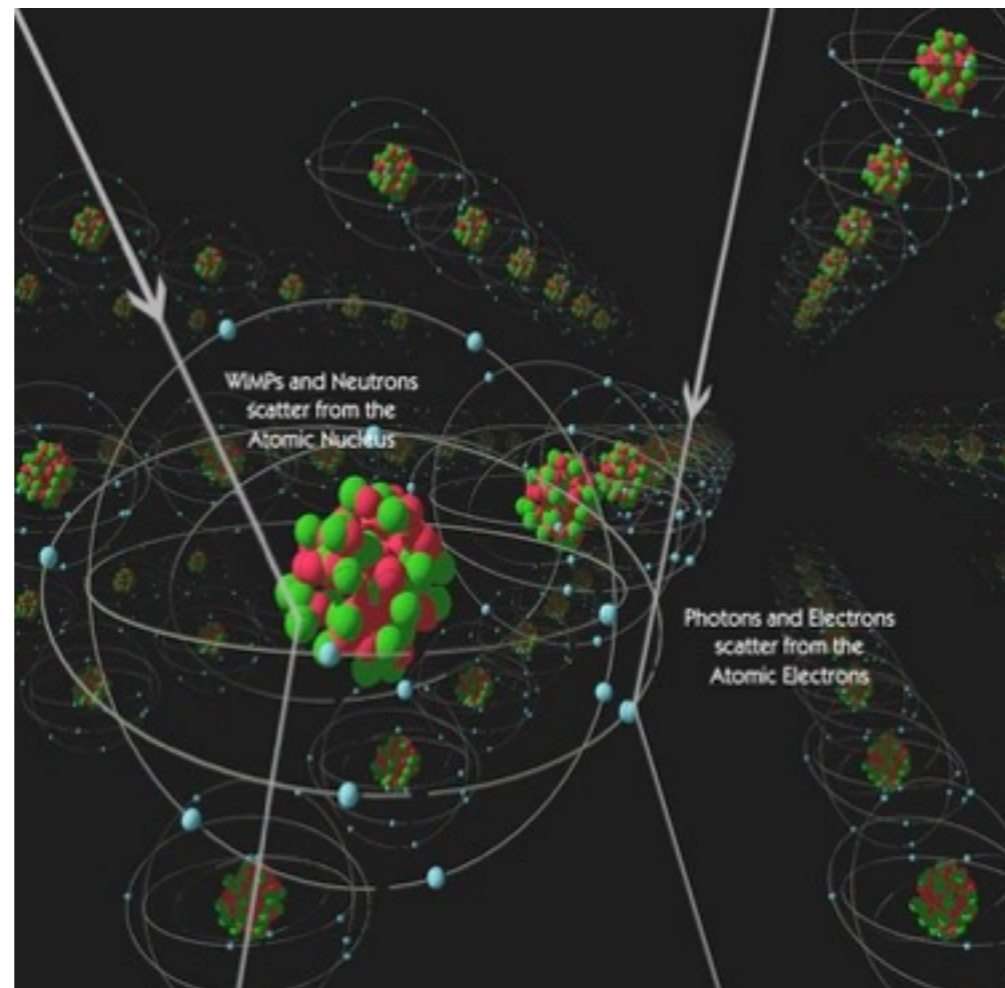 WIMPs and Neutrons
scatter from the
Atomic Nucleus
Photons and Electrons
scatter from the
Atomic Electrons